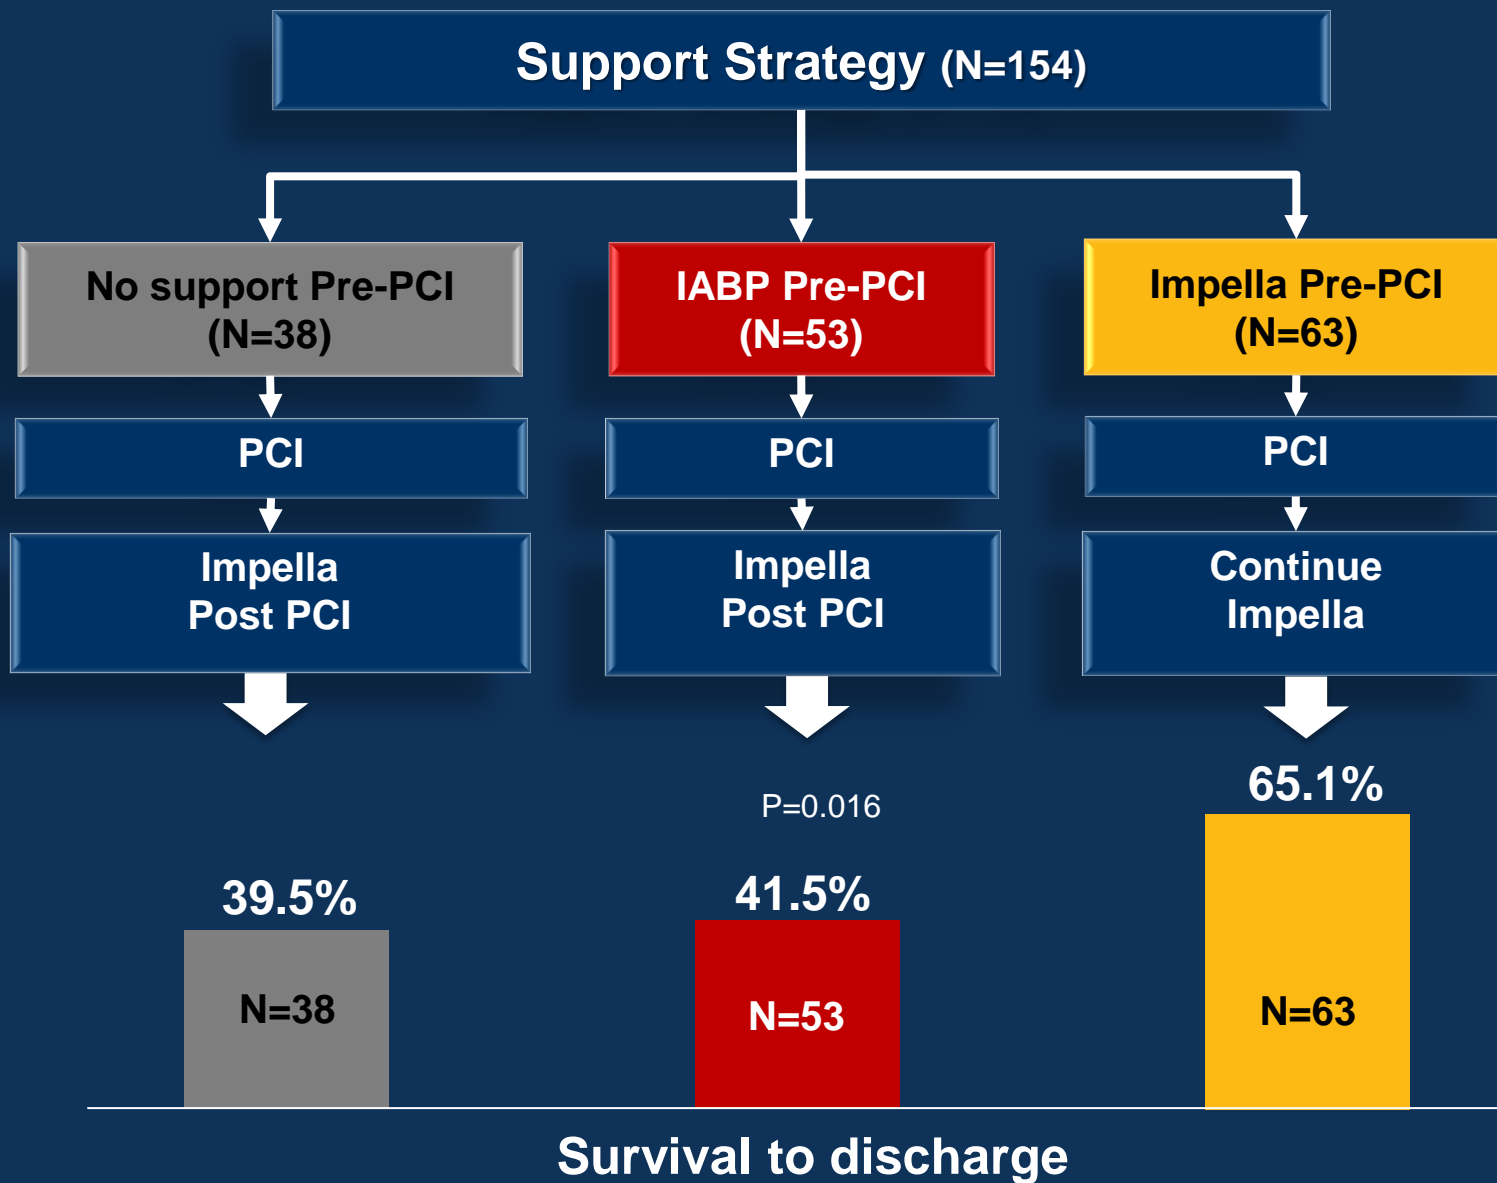 Support Strategy (N=154)
No support Pre-PCI
(N=38)
IABP Pre-PCI
(N=53)
Impella Pre-PCI
(N=63)
PCI
PCI
PCI
Impella
Post PCI
Impella
Post PCI
Continue
Impella
39.5%
P=0.016
41.5%
65.1%
N=38
N=53
N=63
Survival to discharge